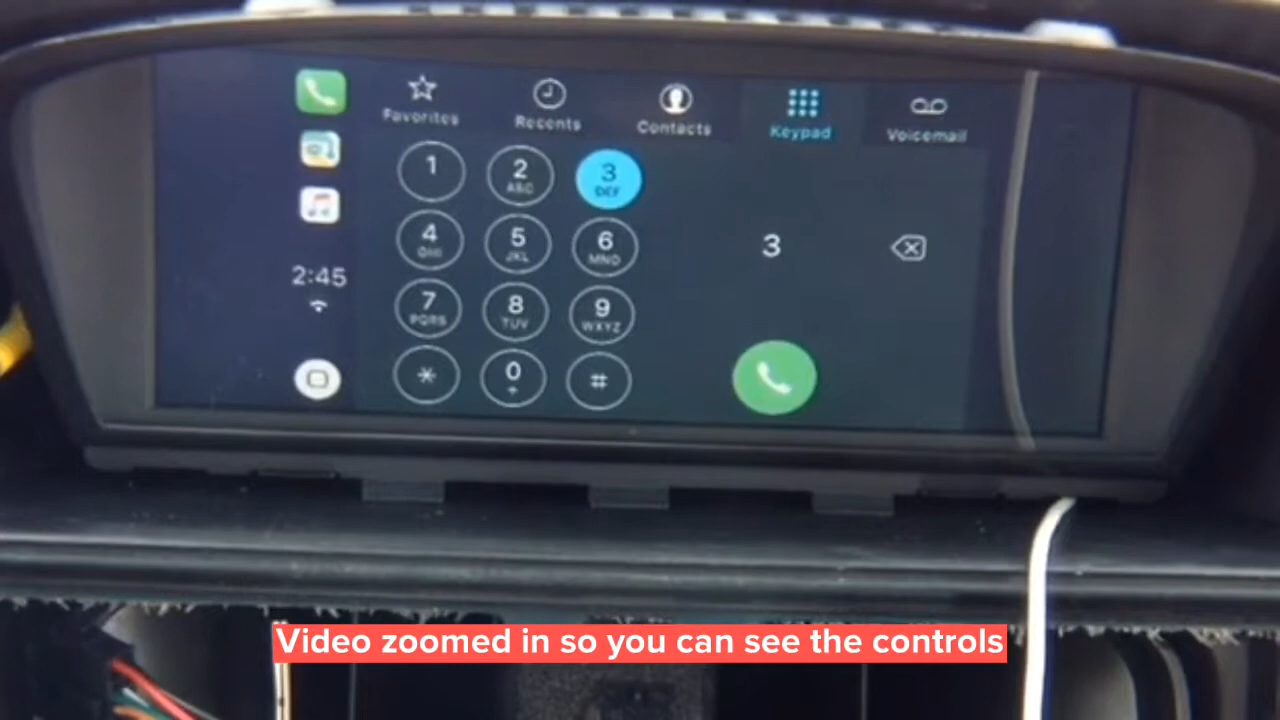 Favorites
Recents
Contacts
Keypad
Voicemail
1
2
ABC
3
DEF
4
GHI
5
JKL
6
MNO
3
2:45
7
PQRS
8
TUV
9
WXYZ
*
0
+
#
Video zoomed in so you can see the controls